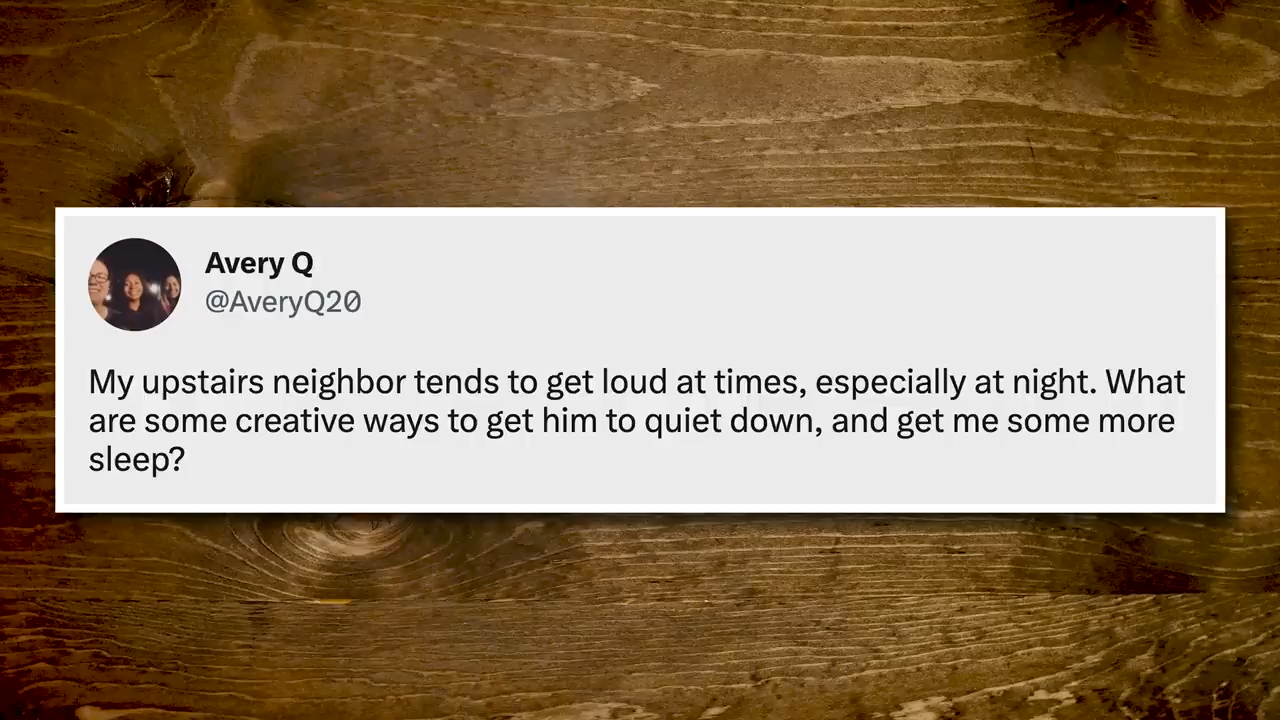 Avery Q
@AveryQ20
My upstairs neighbor tends to get loud at times, especially at night. What
are some creative ways to get him to quiet down, and get me some more
sleep?